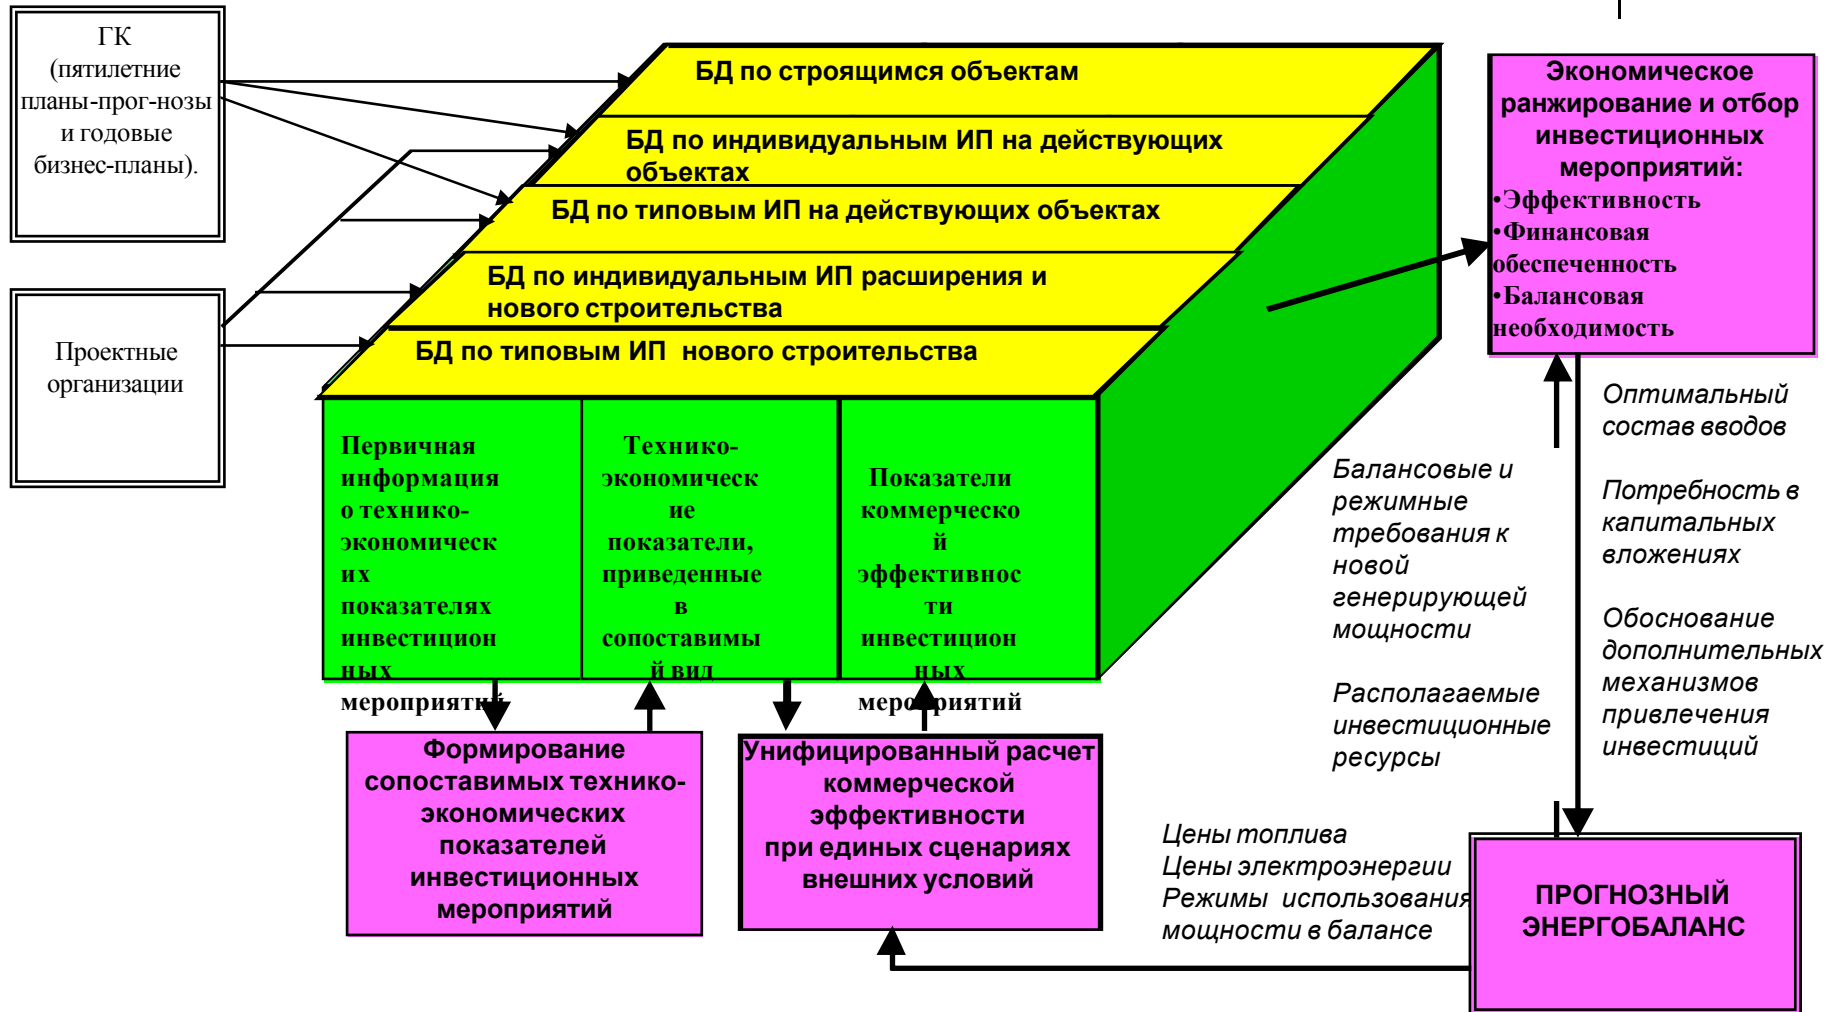 ГК
(пятилетние
планы-прог-нозы
и годовые
бизнес-планы).
Проектные
организации
БД по строящимся объектам
БД по индивидуальным ИП на действующих
объектах
БД по типовым ИП на действующих объектах
БД по индивидуальным ИП расширения и
нового строительства
БД по типовым ИП нового строительства
Первичная
информация
о технико-
экономическ
их
показателях
инвестицион
ных
мероприятий
Технико-
экономическ
ие
показатели,
приведенные
в
сопоставимы
й вид
Показатели
коммерческо
й
эффективнос
ти
инвестицион
ных
мероприятий
Формирование
сопоставимых технико-
экономических
показателей
инвестиционных
мероприятий
Унифицированный расчет
коммерческой
эффективности
при единых сценариях
внешних условий
Экономическое
ранжирование и отбор
инвестиционных
мероприятий:
•Эффективность
•Финансовая
обеспеченность
•Балансовая
необходимость
Балансовые и
режимные
требования к
новой
генерирующей
мощности
Располагаемые
инвестиционные
ресурсы
Оптимальный
состав вводов
Потребность в
капитальных
вложениях
Обоснование
дополнительных
механизмов
привлечения
инвестиций
Цены топлива
Цены электроэнергии
Режимы использования
мощности в балансе
ПРОГНОЗНЫЙ
ЭНЕРГОБАЛАНС